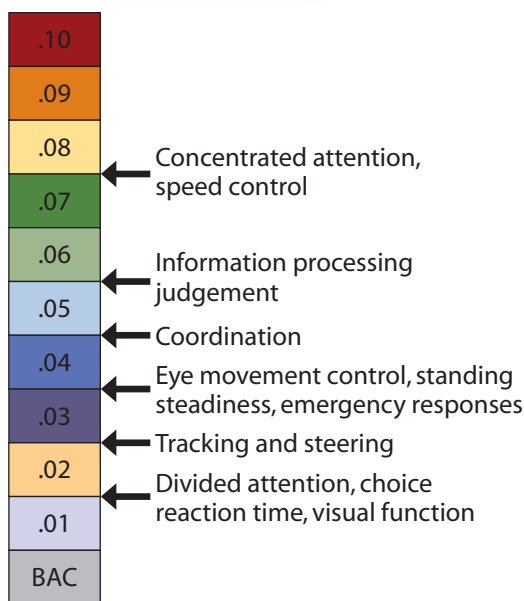 .10
.09
.08
Concentrated attention,
speed control
.07
.06
Information processing
judgement
.05
Coordination
.04
Eye movement control, standing
steadiness, emergency responses
.03
Tracking and steering
.02
Divided attention, choice
reaction time, visual function
.01
BAC